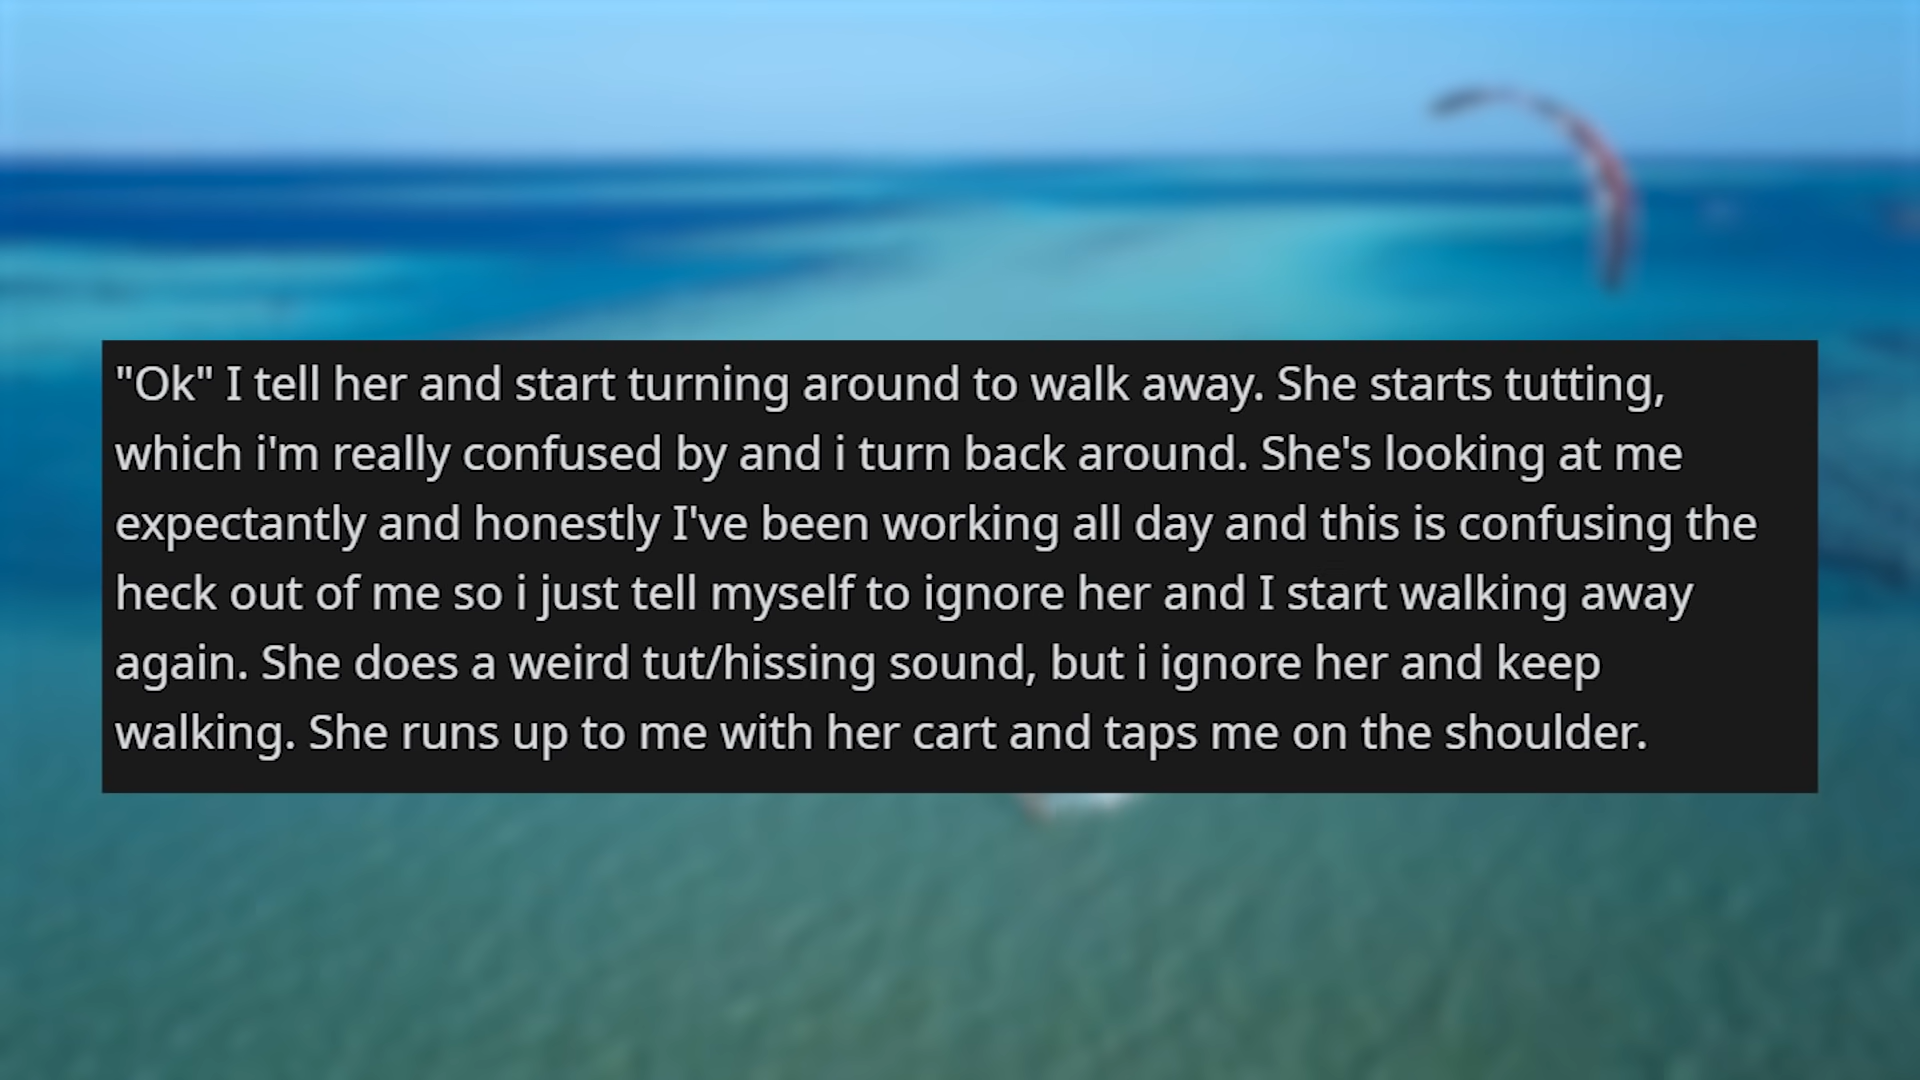 "Ok" I tell her and start turning around to walk away. She starts tutting,
which i'm really confused by and i turn back around. She's looking at me
expectantly and honestly I've been working all day and this is confusing the
heck out of me so i just tell myself to ignore her and I start walking away
again. She does a weird tut/hissing sound, but i ignore her and keep
walking. She runs up to me with her cart and taps me on the shoulder.